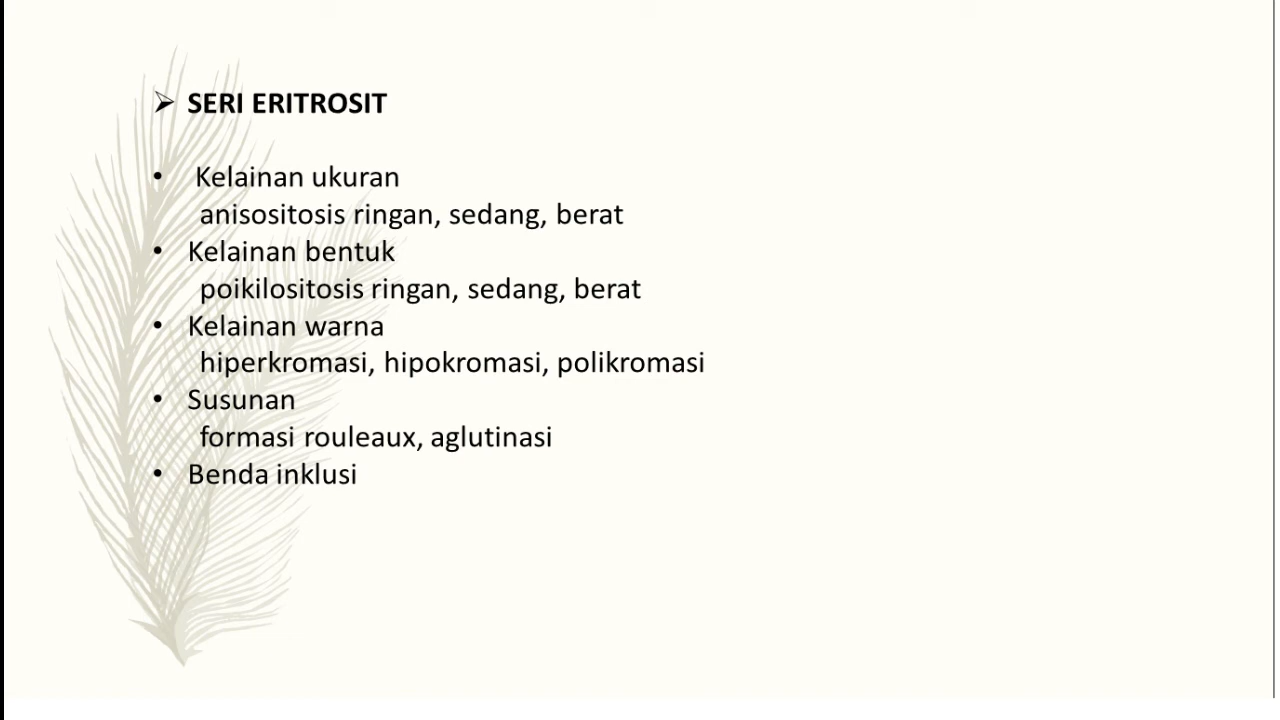 ➢ SERI ERITROSIT
• Kelainan ukuran
anisositosis ringan, sedang, berat
• Kelainan bentuk
poikilositosis ringan, sedang, berat
• Kelainan warna
hiperkromasi, hipokromasi, polikromasi
• Susunan
formasi rouleaux, aglutinasi
• Benda inklusi